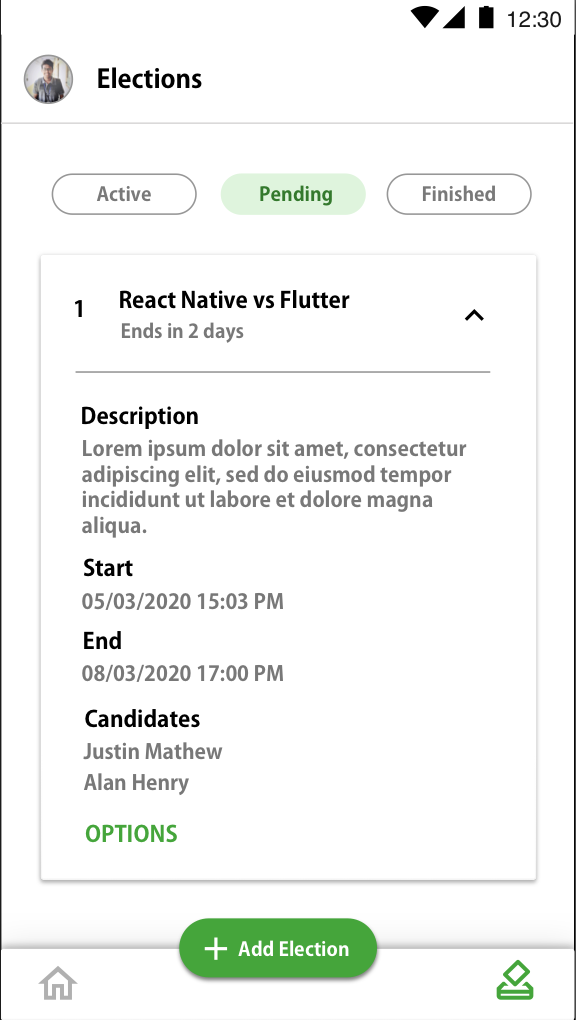 12:30
Elections
Active
Pending
Finished
1
React Native vs Flutter
Ends in 2 days
Description
Lorem ipsum dolor sit amet, consectetur
adipiscing elit, sed do eiusmod tempor
incididunt ut labore et dolore magna
aliqua.
Start
05/03/2020 15:03 PM
End
08/03/2020 17:00 PM
Candidates
Justin Mathew
Alan Henry
OPTIONS
Add Election